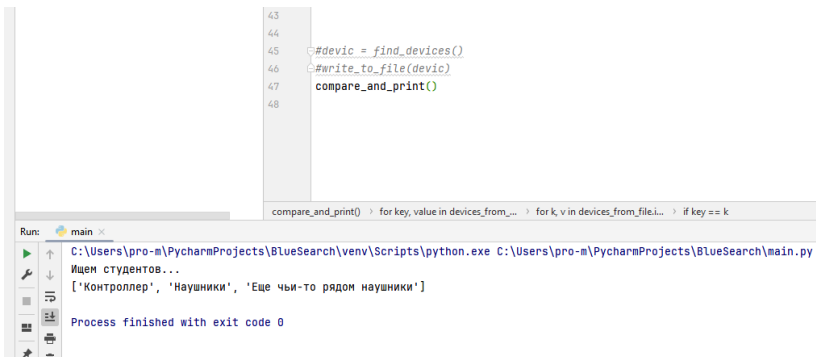 43
44
45 #devic = find_devices()
46 #write_to_file(devic)
47 compare_and_print()
48
compare_and_print() › for key, value in devices_from_... › for k, v in devices_from_file.i... › if key == k
Run: main ×
C:\Users\pro-m\PycharmProjects\BlueSearch\venv\Scripts\python.exe C:\Users\pro-m\PycharmProjects\BlueSearch\main.py
Ищем студентов...
['Контроллер', 'Наушники', 'Еще чьи-то рядом наушники']
Process finished with exit code 0